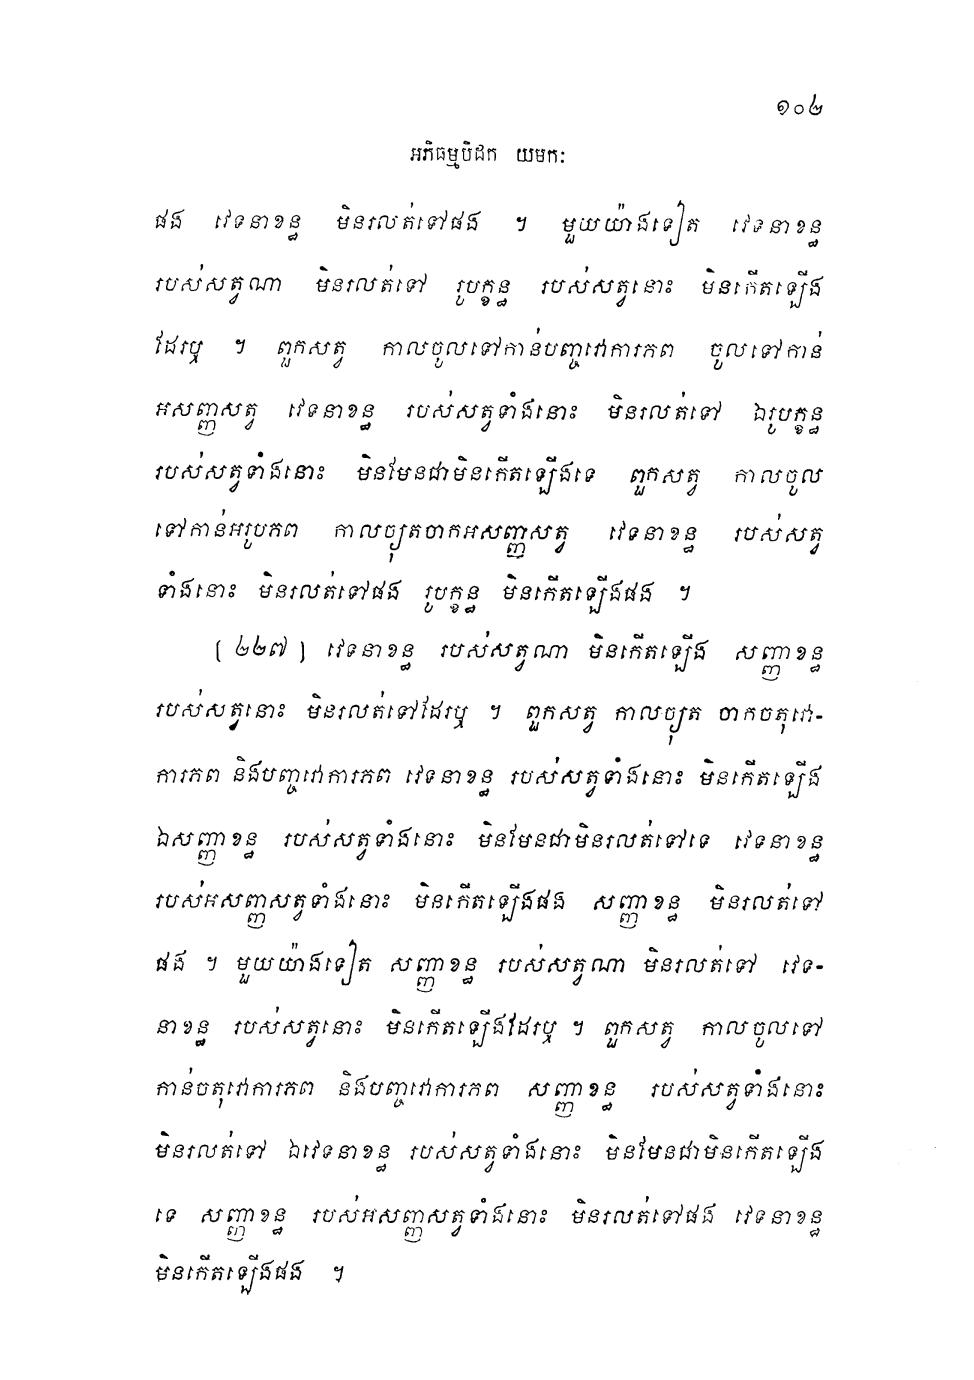 ១០៤
អភិធម្មបិដក យមកៈ
ផង វេទនាខន្ធ មិនរលត់ទៅផង ។ មួយយ៉ាងទៀត វេទនាខន្ធ
របស់សត្វណា មិនរលត់ទៅ រូបក្ខន្ធ របស់សត្វនោះ មិនកើតឡើង
ដែរឬ ។ ពួកសត្វ កាលចូលទៅកាន់បញ្ចវោការភព ចូលទៅកាន់
អសញ្ញសត្វ វេទនាខន្ធ របស់សត្វទាំងនោះ មិនរលត់ទៅ ឯរូបក្ខន្ធ
របស់សត្វទាំងនោះ មិនមែនជាមិនកើតឡើងទេ ពួកសត្វ កាលចូល
ទៅកាន់អរូបភព កាលច្យុតចាកអសញ្ញសត្វ វេទនាខន្ធ របស់សត្វ
ទាំងនោះ មិនរលត់ទៅផង រូបក្ខន្ធ មិនកើតឡើងផង ។
(៤៤៧) វេទនាខន្ធ របស់សត្វណា មិនកើតឡើង សញ្ញាខន្ធ
របស់សត្វនោះ មិនរលត់ទៅដែរឬ ។ ពួកសត្វ កាលច្យុត ចាកចតុវោ-
ការភព និងបញ្ចវោការភព វេទនាខន្ធ របស់សត្វទាំងនោះ មិនកើតឡើង
ឯសញ្ញាខន្ធ របស់សត្វទាំងនោះ មិនមែនជាមិនរលត់ទៅទេ វេទនាខន្ធ
របស់អសញ្ញសត្វទាំងនោះ មិនកើតឡើងផង សញ្ញាខន្ធ មិនរលត់ទៅ
ផង ។ មួយយ៉ាងទៀត សញ្ញាខន្ធ របស់សត្វណា មិនរលត់ទៅ វេទ-
នាខន្ធ របស់សត្វនោះ មិនកើតឡើងដែរឬ ។ ពួកសត្វ កាលចូលទៅ
កាន់ចតុវោការភព និងបញ្ចវោការភព សញ្ញាខន្ធ របស់សត្វទាំងនោះ
មិនរលត់ទៅ ឯវេទនាខន្ធ របស់សត្វទាំងនោះ មិនមែនជាមិនកើតឡើង
ទេ សញ្ញាខន្ធ របស់អសញ្ញសត្វទាំងនោះ មិនរលត់ទៅផង វេទនាខន្ធ
មិនកើតឡើងផង ។